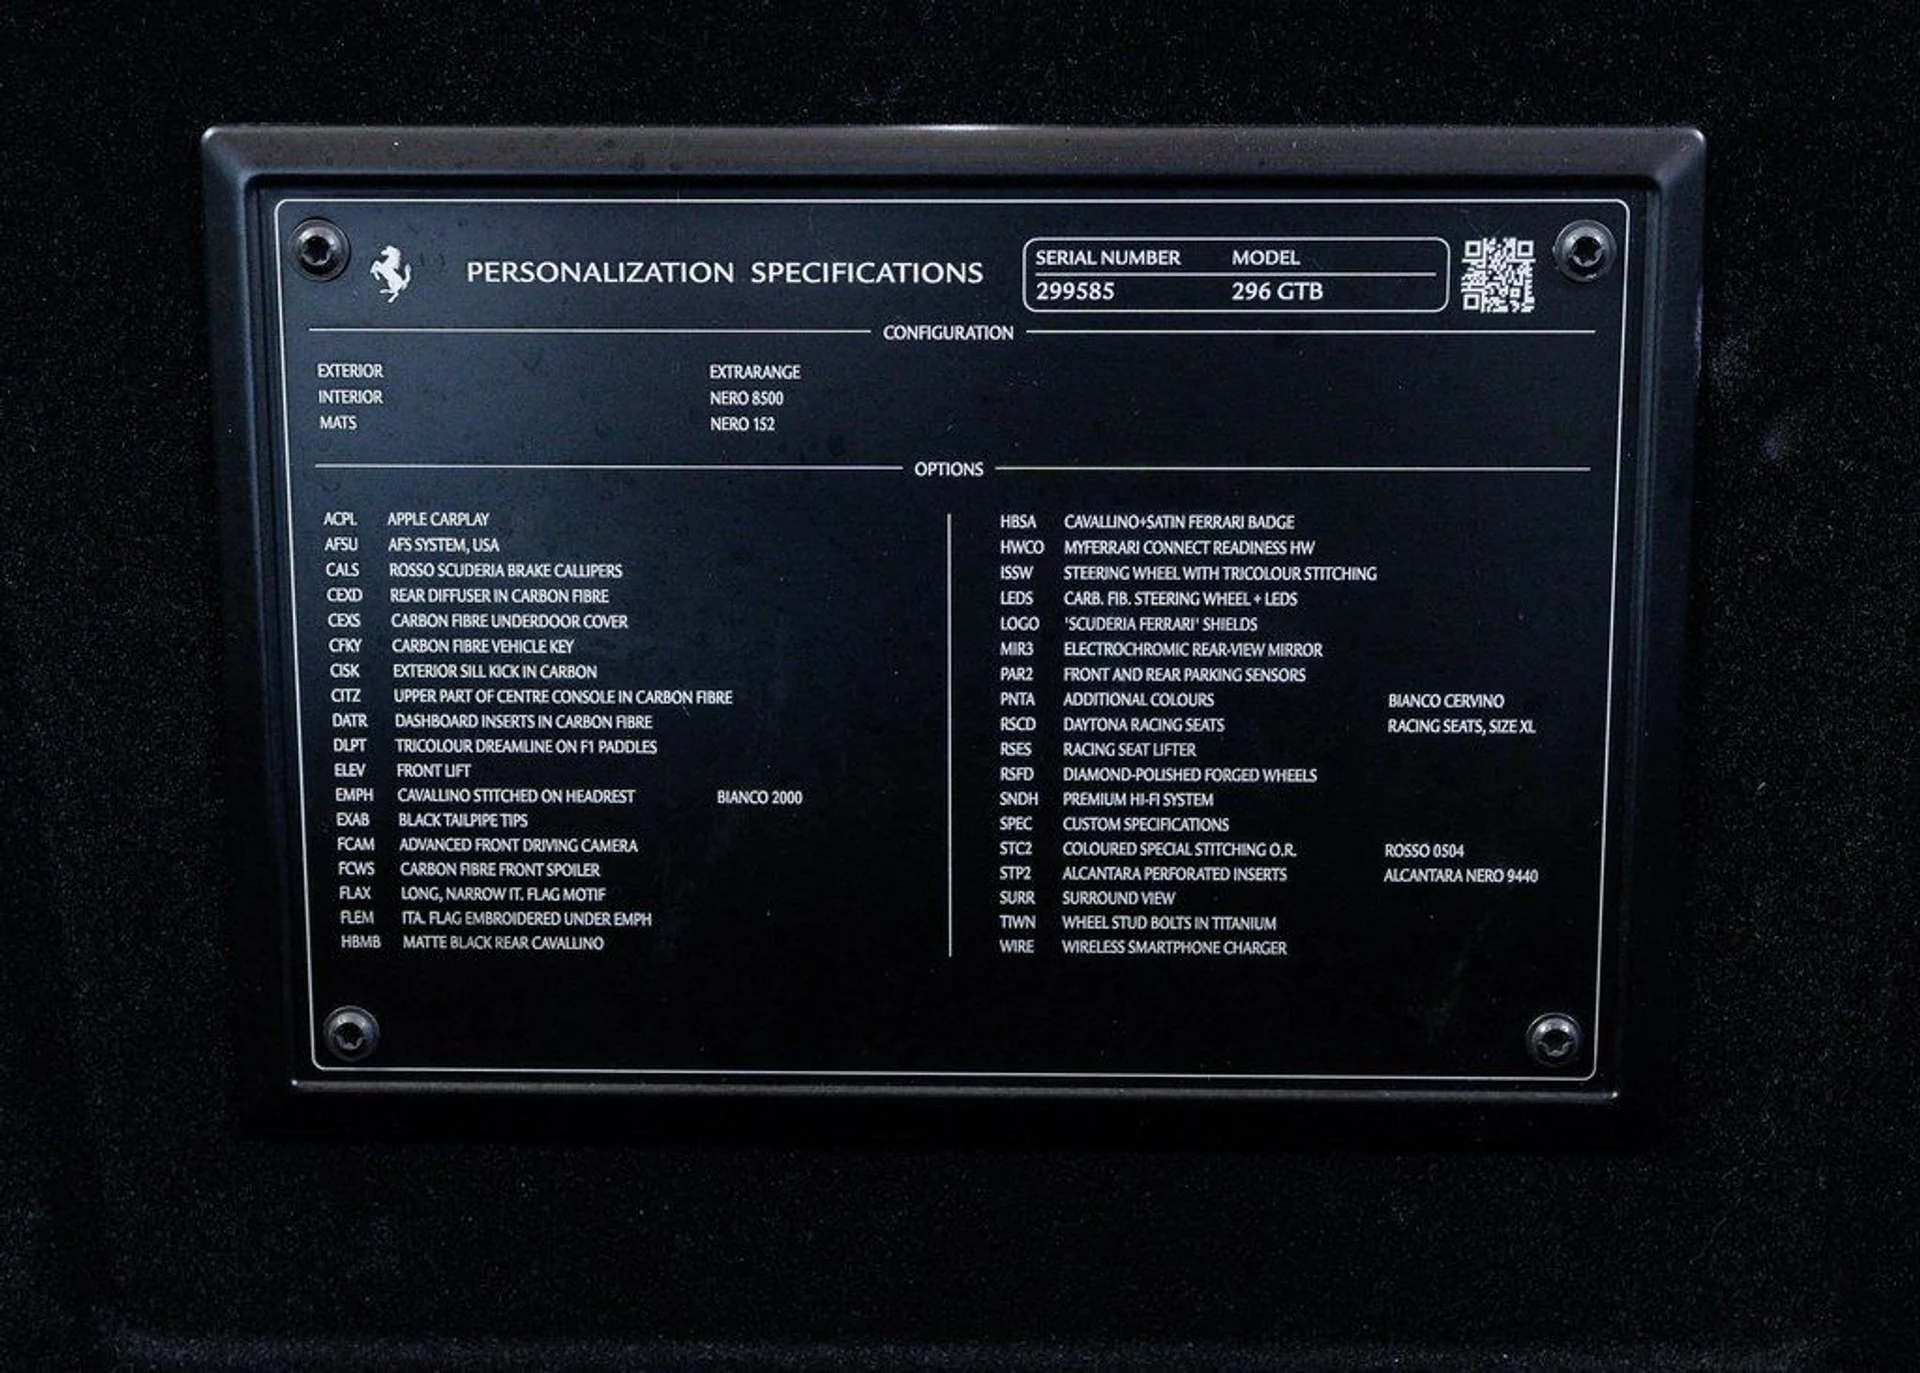 PERSONALIZATION SPECIFICATIONS
SERIAL NUMBER MODEL
299585 296 GTB
CONFIGURATION
EXTERIOR EXTRARANGE
INTERIOR NERO 8500
MATS NERO 152
OPTIONS
ACPL APPLE CARPLAY
AFSU AFS SYSTEM, USA
CALS ROSSO SCUDERIA BRAKE CALLIPERS
CEXD REAR DIFFUSER IN CARBON FIBRE
CEXS CARBON FIBRE UNDERDOOR COVER
CFKY CARBON FIBRE VEHICLE KEY
CISK EXTERIOR SILL KICK IN CARBON
CITZ UPPER PART OF CENTRE CONSOLE IN CARBON FIBRE
DATR DASHBOARD INSERTS IN CARBON FIBRE
DLPT TRICOLOUR DREAMLINE ON F1 PADDLES
ELEV FRONT LIFT
EMPH CAVALLINO STITCHED ON HEADREST BIANCO 2000
EXAB BLACK TAILPIPE TIPS
FCAM ADVANCED FRONT DRIVING CAMERA
FCWS CARBON FIBRE FRONT SPOILER
FLAX LONG, NARROW IT. FLAG MOTIF
FLEM ITA. FLAG EMBROIDERED UNDER EMPH
HBMB MATTE BLACK REAR CAVALLINO
HBSA CAVALLINO+SATIN FERRARI BADGE
HWCO MYFERRARI CONNECT READINESS HW
ISSW STEERING WHEEL WITH TRICOLOUR STITCHING
LEDS CARB. FIB. STEERING WHEEL + LEDS
LOGO 'SCUDERIA FERRARI' SHIELDS
MIR3 ELECTROCHROMIC REAR-VIEW MIRROR
PAR2 FRONT AND REAR PARKING SENSORS
PNTA ADDITIONAL COLOURS BIANCO CERVINO
RSCD DAYTONA RACING SEATS RACING SEATS, SIZE XL
RSES RACING SEAT LIFTER
RSFD DIAMOND-POLISHED FORGED WHEELS
SNDH PREMIUM HI-FI SYSTEM
SPEC CUSTOM SPECIFICATIONS
STC2 COLOURED SPECIAL STITCHING O.R. ROSSO 0504
STP2 ALCANTARA PERFORATED INSERTS ALCANTARA NERO 9440
SURR SURROUND VIEW
TIWN WHEEL STUD BOLTS IN TITANIUM
WIRE WIRELESS SMARTPHONE CHARGER